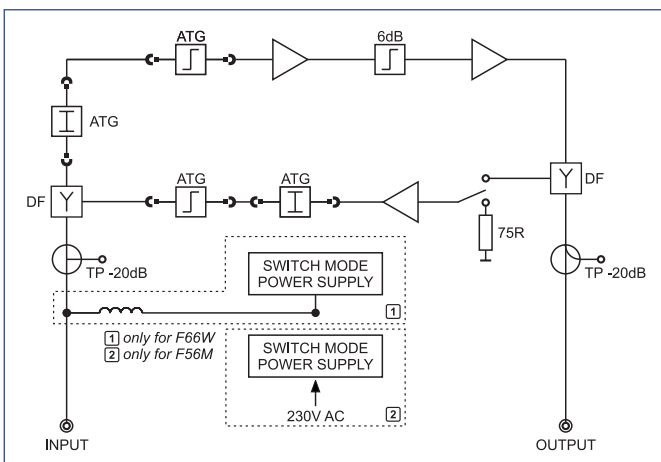 ATG
6dB
ATG
DF
ATG
ATG
DF
75R
TP -20dB
TP -20dB
SWITCH MODE
POWER SUPPLY
1
1 only for F66W
2 only for F56M
SWITCH MODE
POWER SUPPLY
230V AC
2
INPUT
OUTPUT